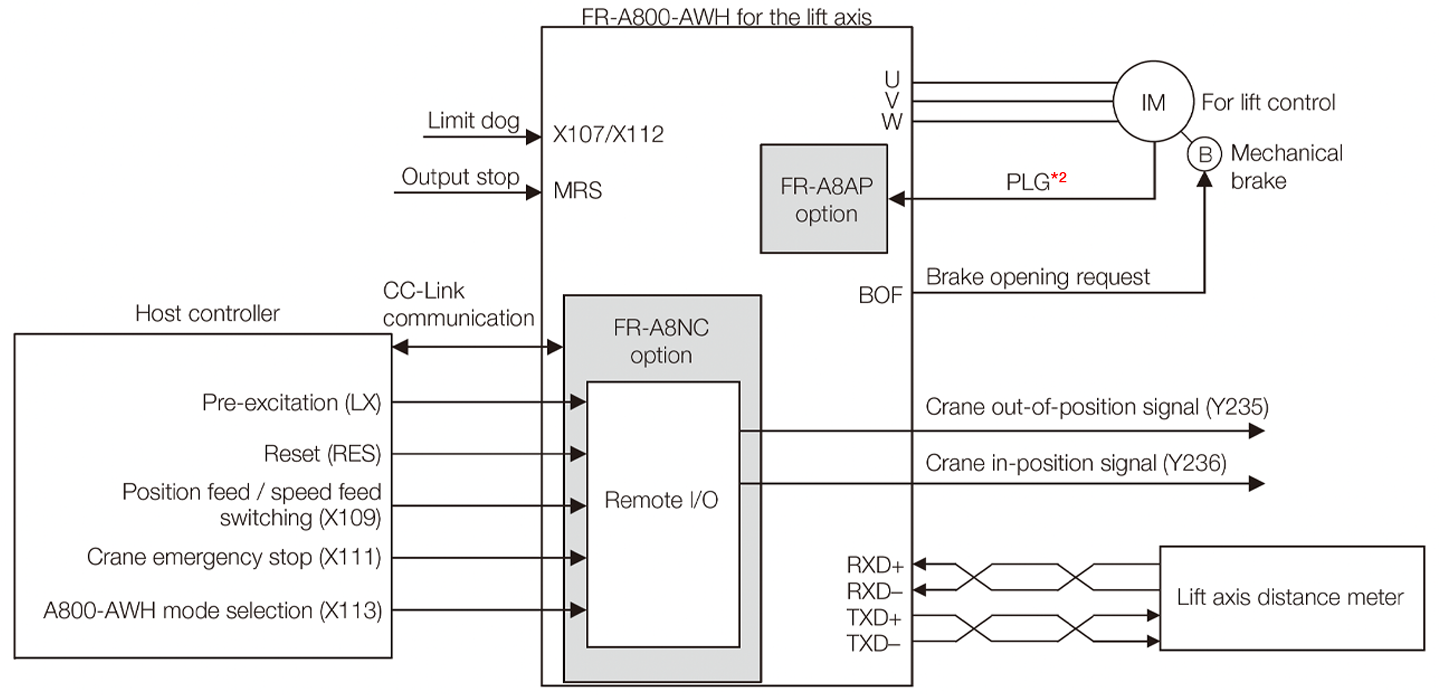 FR-A800-AWH for the lift axis
U
V
W
IM
For lift control
Limit dog
X107/X112
B
Mechanical
brake
Output stop
MRS
FR-A8AP
option
PLG*2
Brake opening request
BOF
CC-Link
communication
Host controller
FR-A8NC
option
Pre-excitation (LX)
Reset (RES)
Position feed / speed feed
switching (X109)
Crane emergency stop (X111)
A800-AWH mode selection (X113)
Remote I/O
Crane out-of-position signal (Y235)
Crane in-position signal (Y236)
RXD+
RXD–
TXD+
TXD–
Lift axis distance meter